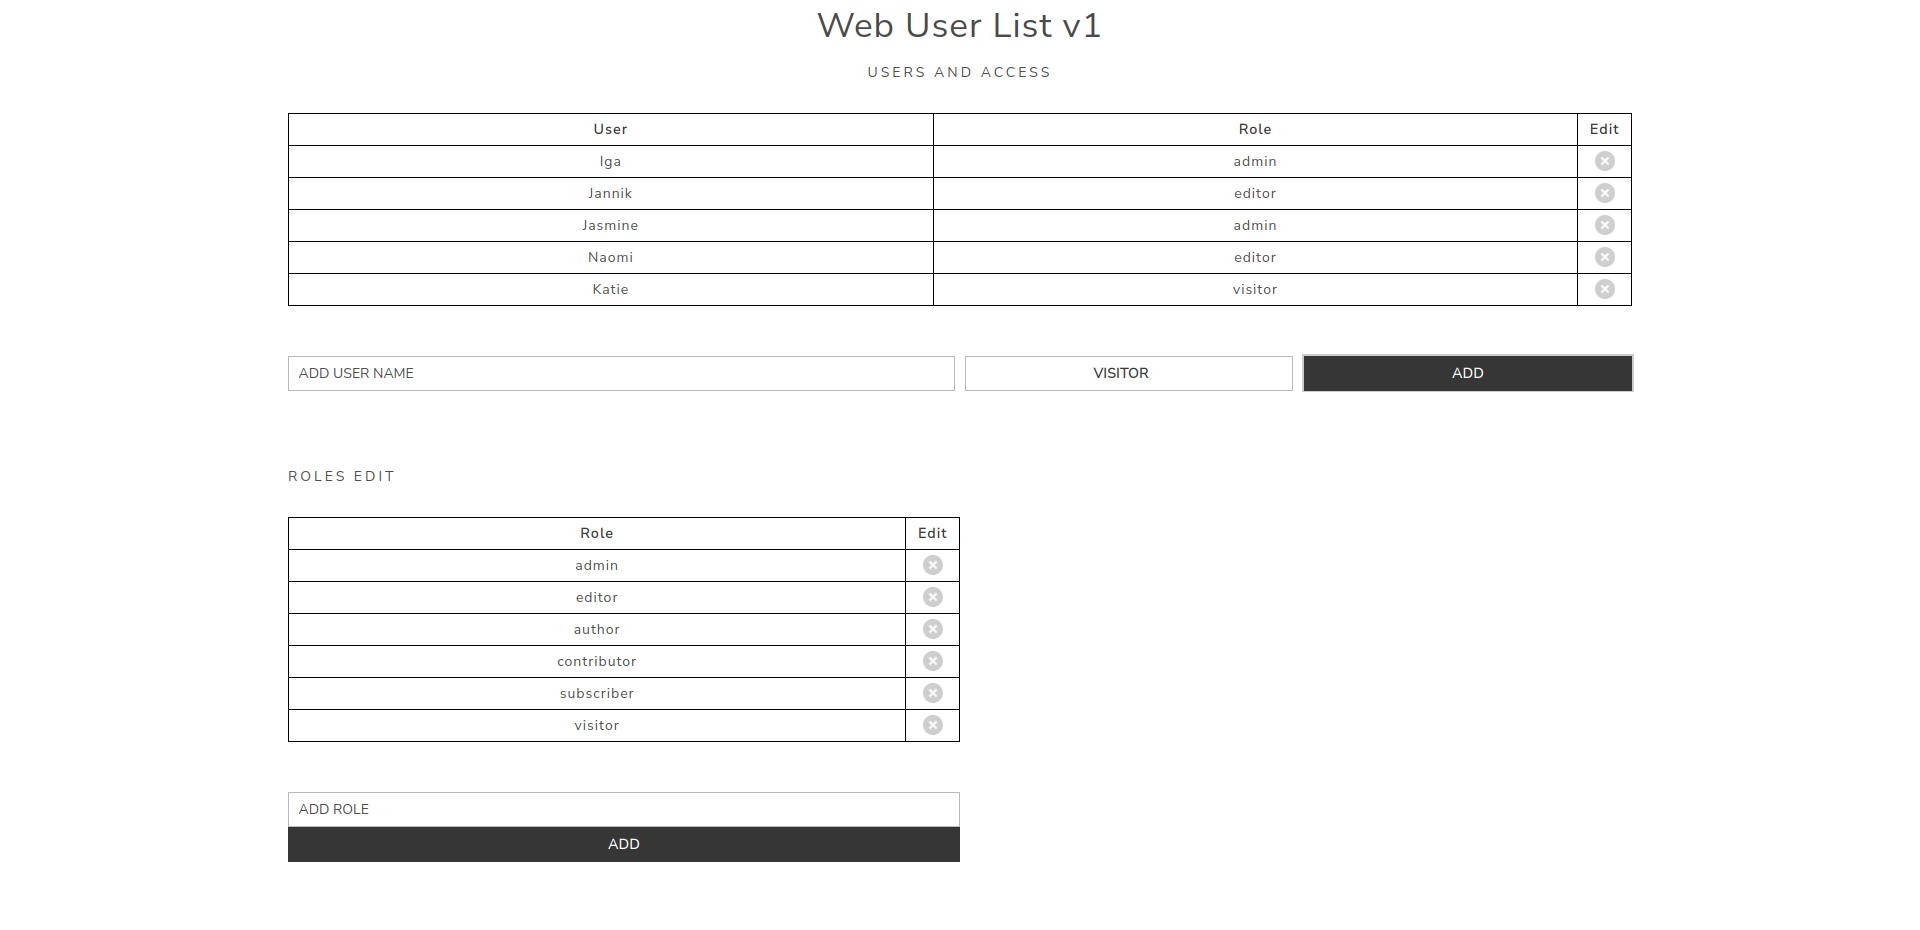 Web User List v1
USERS AND ACCESS
User Role Edit
Iga admin
Jannik editor
Jasmine admin
Naomi editor
Katie visitor
ADD USER NAME VISITOR ADD
ROLES EDIT
Role Edit
admin
editor
author
contributor
subscriber
visitor
ADD ROLE
ADD